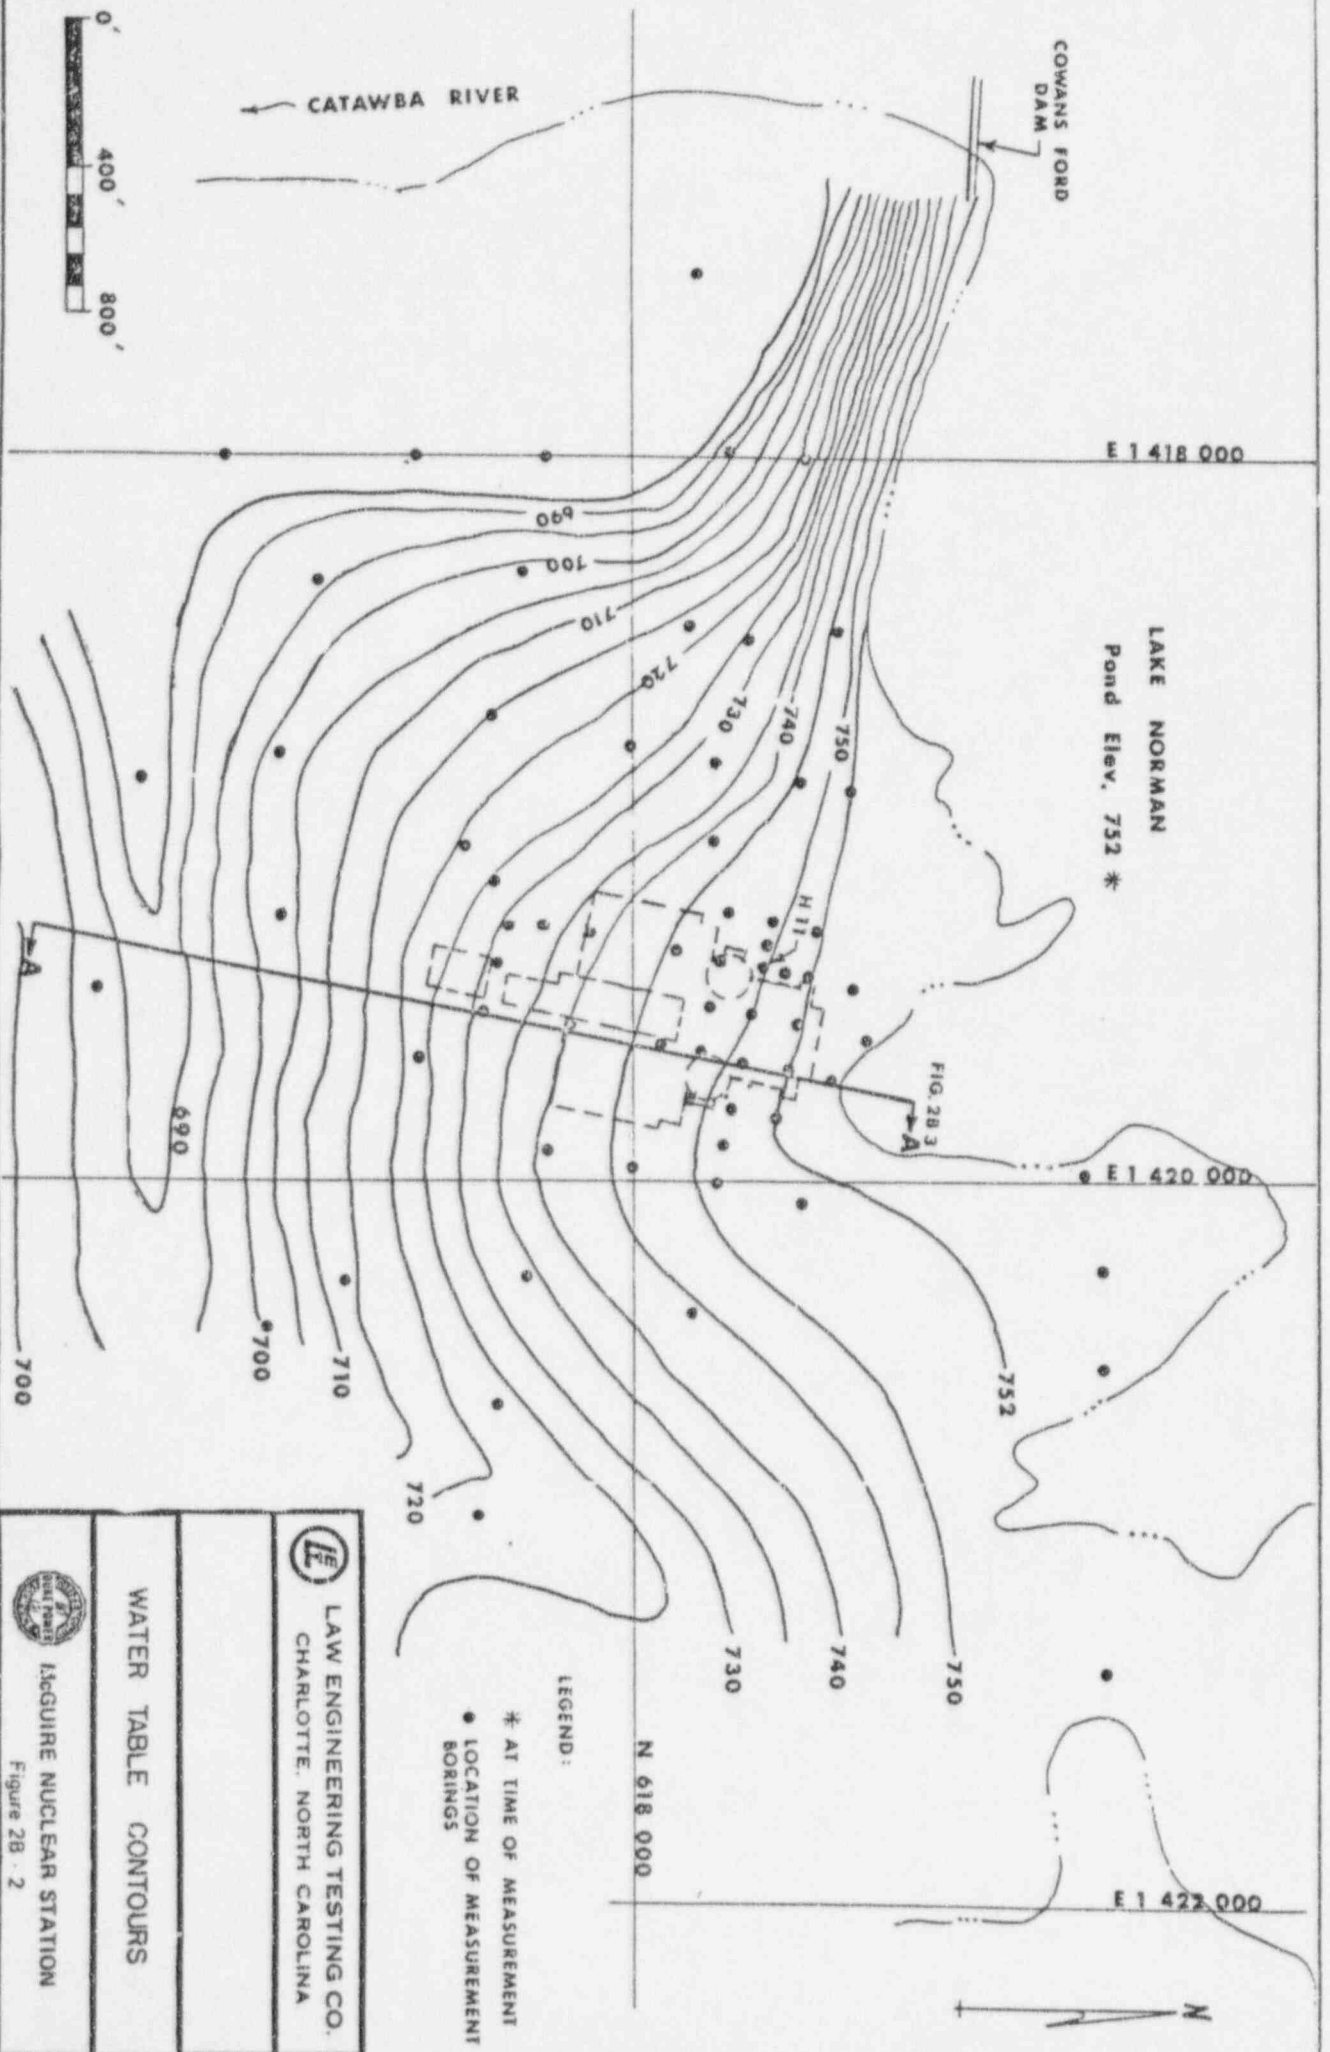 COWANS FORD
DAM
CATAWBA RIVER
0'
400'
800'
E 1 418 000
LAKE NORMAN
Pond Elev. 752 *
690
700
710
720
730
740
750
H 11
FIG. 2B 3
A
A
E 1 420 000
690
700
700
710
720
730
740
750
752
N 618 000
E 1 422 000
N
LEGEND:
* AT TIME OF MEASUREMENT
● LOCATION OF MEASUREMENT
BORINGS
LE
LAW ENGINEERING TESTING CO.
CHARLOTTE, NORTH CAROLINA
WATER TABLE CONTOURS
DUKE POWER
McGUIRE NUCLEAR STATION
Figure 2B - 2